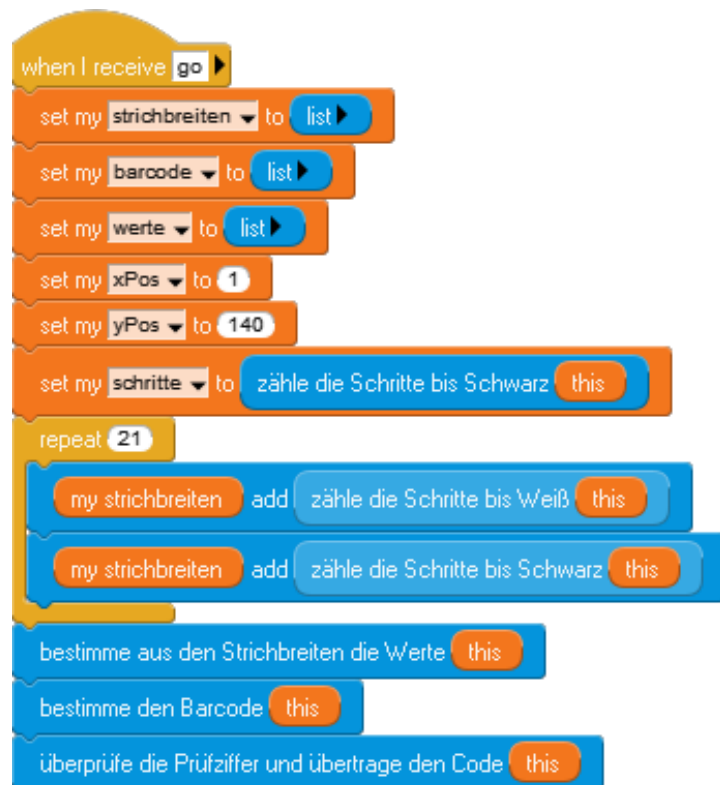 when I receive go
set my strichbreiten to list
set my barcode to list
set my werte to list
set my xPos to 1
set my yPos to 140
set my schritte to zähle die Schritte bis Schwarz this
repeat 21
my strichbreiten add zähle die Schritte bis Weiß this
my strichbreiten add zähle die Schritte bis Schwarz this
bestimme aus den Strichbreiten die Werte this
bestimme den Barcode this
überprüfe die Prüfziffer und übertrage den Code this